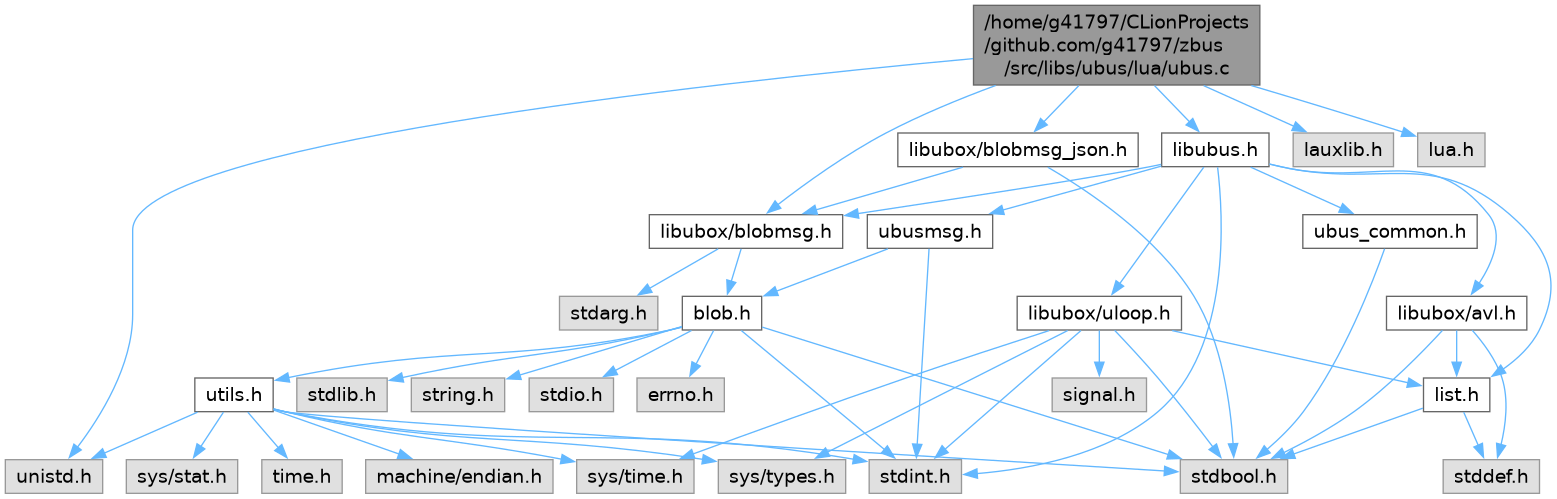 /home/g41797/CLionProjects
/github.com/g41797/zbus
/src/libs/ubus/lua/ubus.c
libubox/blobmsg_json.h
libubus.h
lauxlib.h
lua.h
libubox/blobmsg.h
ubusmsg.h
ubus_common.h
stdarg.h
blob.h
libubox/uloop.h
libubox/avl.h
utils.h
stdlib.h
string.h
stdio.h
errno.h
signal.h
list.h
unistd.h
sys/stat.h
time.h
machine/endian.h
sys/time.h
sys/types.h
stdint.h
stdbool.h
stddef.h